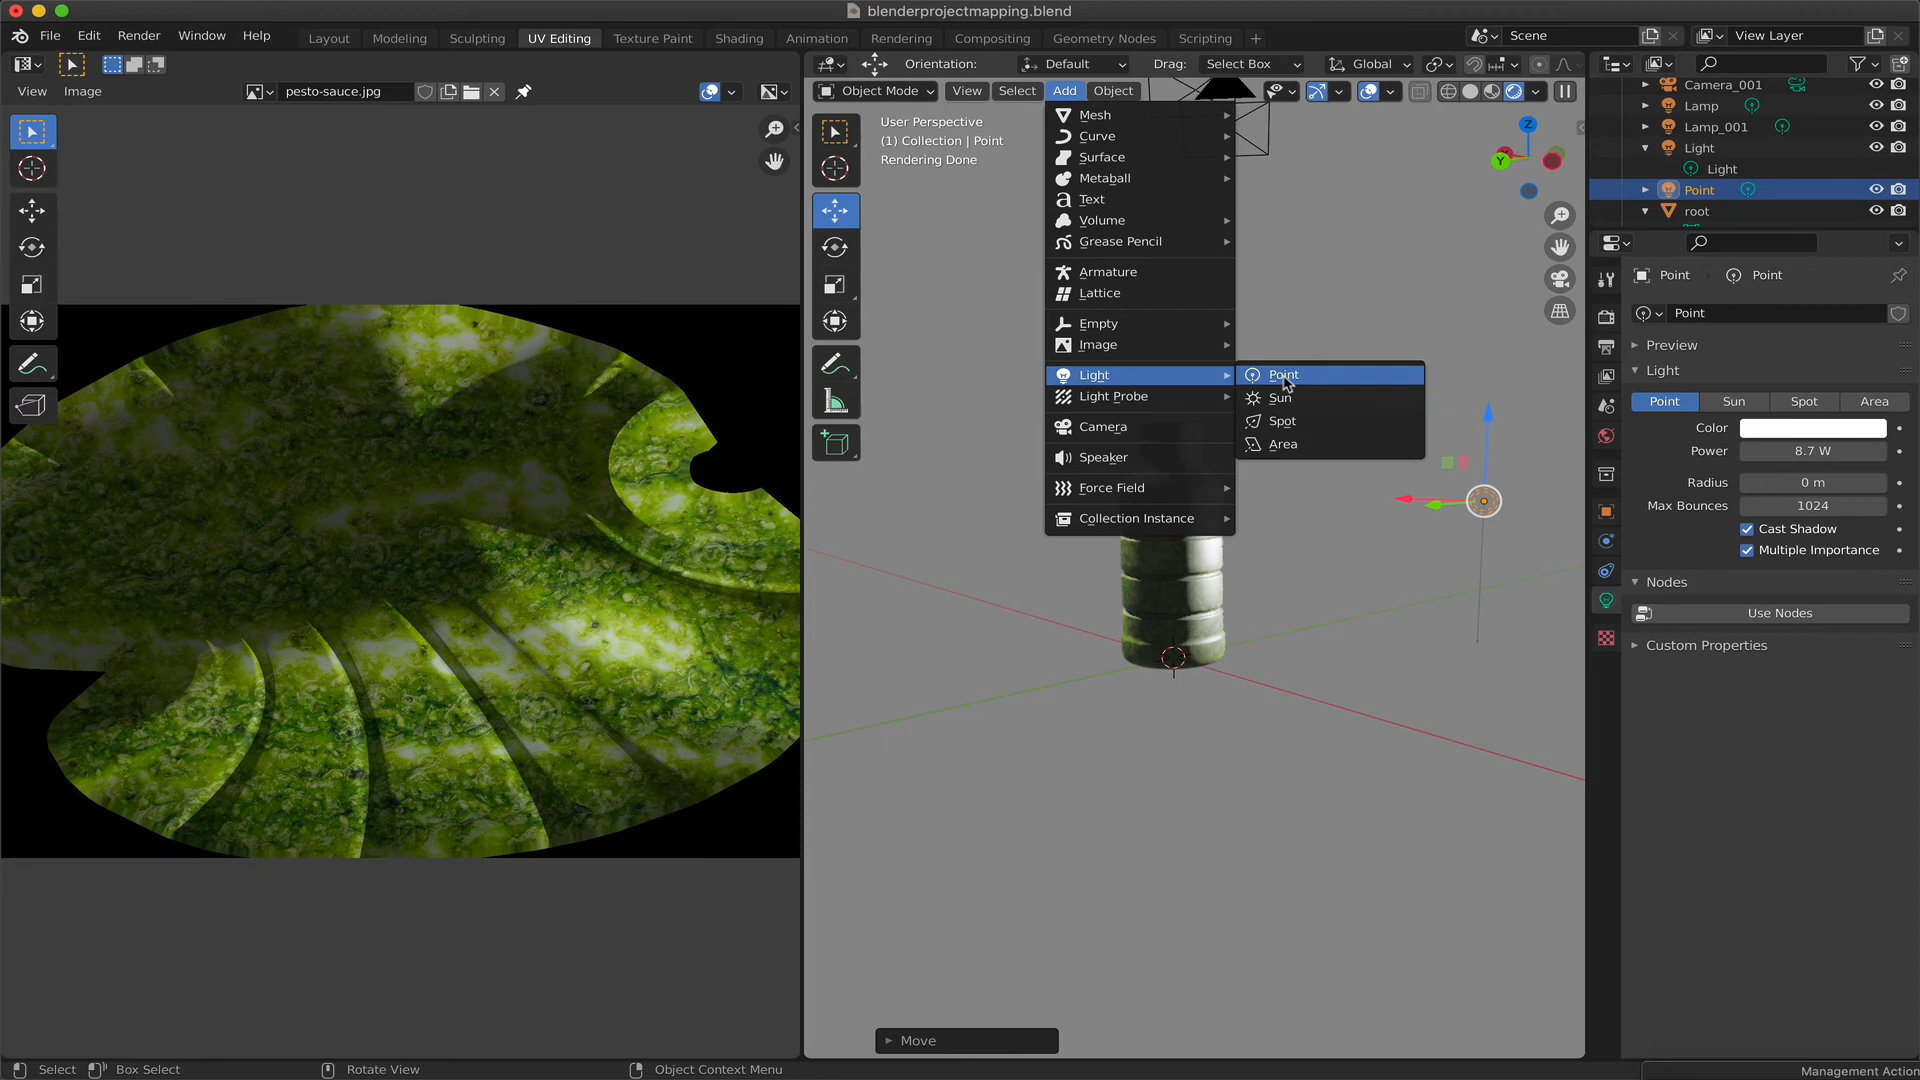 blenderprojectmapping.blend
File Edit Render Window Help
Layout Modeling Sculpting UV Editing Texture Paint Shading Animation Rendering Compositing Geometry Nodes Scripting +
Scene
View Layer
Orientation: Default Drag: Select Box Global
View Image
pesto-sauce.jpg
Object Mode View Select Add Object
User Perspective
(1) Collection | Point
Rendering Done
Mesh
Curve
Surface
Metaball
Text
Volume
Grease Pencil
Armature
Lattice
Empty
Image
Light
Light Probe
Camera
Speaker
Force Field
Collection Instance
Point
Sun
Spot
Area
Z
Y
Camera_001
Lamp
Lamp_001
Light
Light
Point
root
Point Point
Point
Preview
Light
Point Sun Spot Area
Color
Power 8.7 W
Radius 0 m
Max Bounces 1024
Cast Shadow
Multiple Importance
Nodes
Use Nodes
Custom Properties
Move
Select Box Select Rotate View Object Context Menu
Management Action